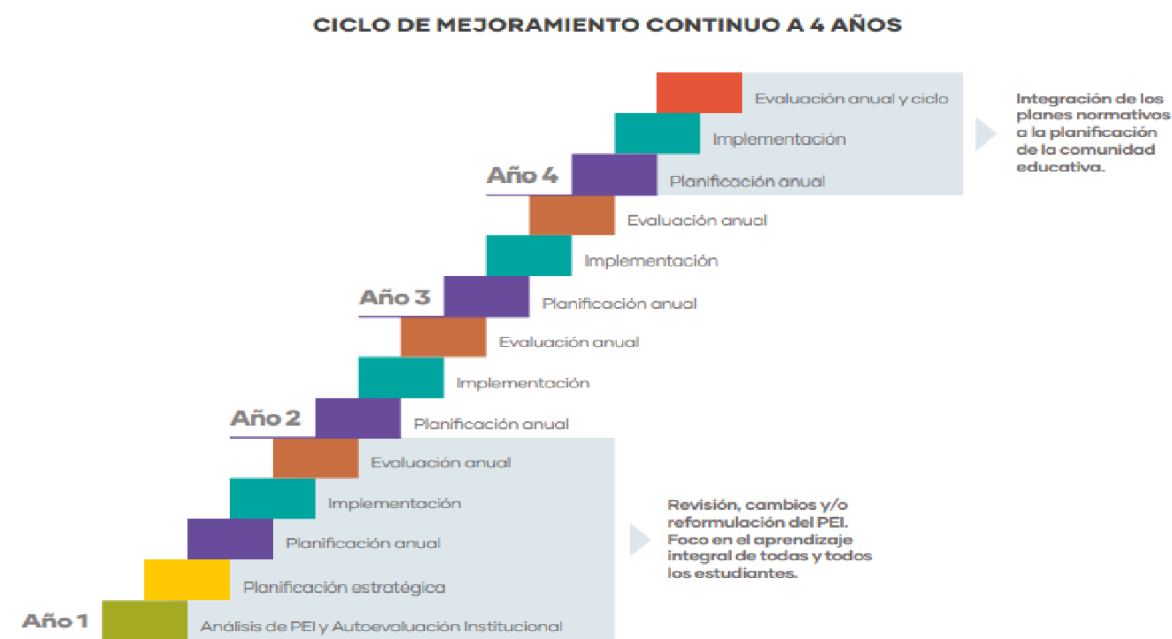 CICLO DE MEJORAMIENTO CONTINUO A 4 AÑOS
Evaluación anual y ciclo
Implementación
Año 4
Planificación anual
Integración de los
planes normativos
a la planificación
de la comunidad
educativa.
Evaluación anual
Implementación
Año 3
Planificación anual
Evaluación anual
Implementación
Año 2
Planificación anual
Evaluación anual
Implementación
Planificación anual
Planificación estratégica
Año 1
Análisis de PEI y Autoevaluación Institucional
Revisión, cambios y/o
reformulación del PEI.
Foco en el aprendizaje
integral de todas y todos
los estudiantes.